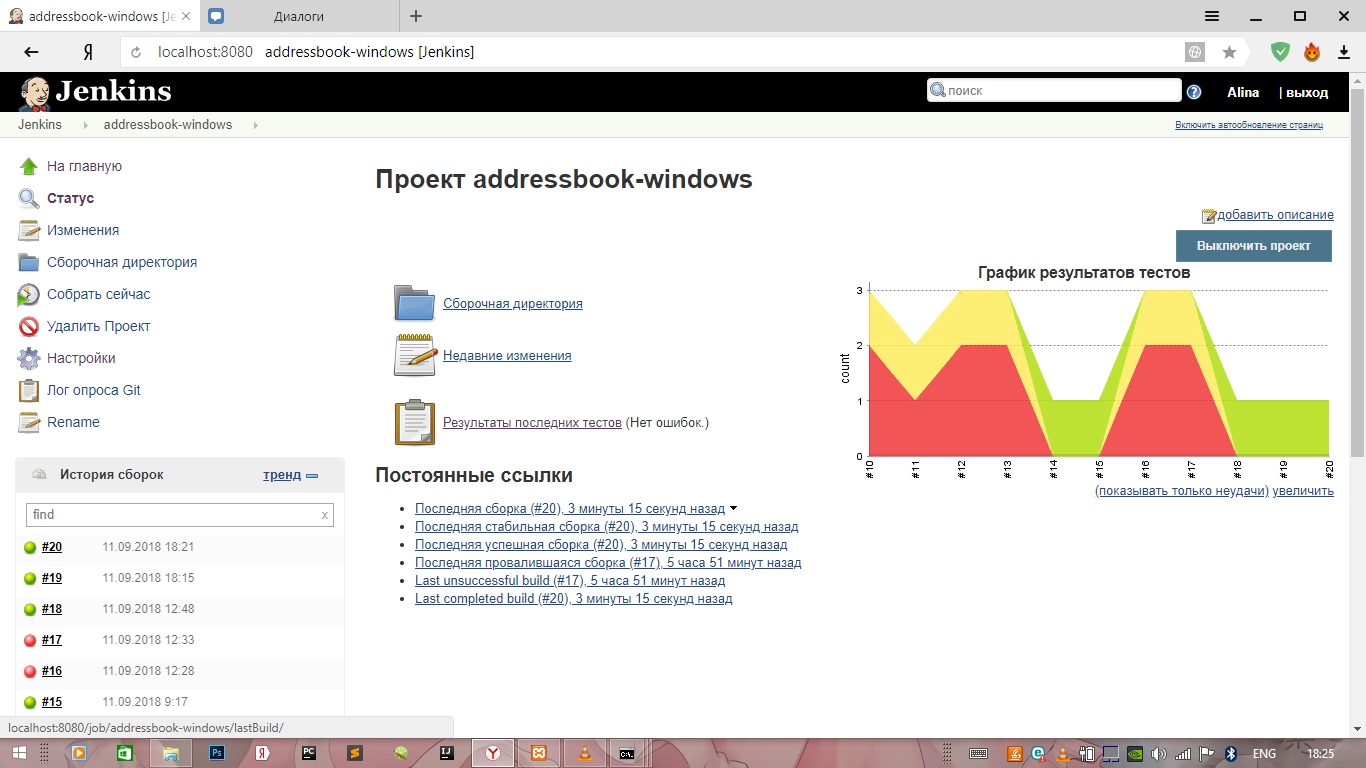 addressbook-windows [Je
Диалоги
Я
localhost:8080 addressbook-windows [Jenkins]
Jenkins
поиск
Alina
| выход
Jenkins
addressbook-windows
Включить автообновление страниц
На главную
Статус
Изменения
Сборочная директория
Собрать сейчас
Удалить Проект
Настройки
Лог опроса Git
Rename
История сборок
тренд
find
x
#20 11.09.2018 18:21
#19 11.09.2018 18:15
#18 11.09.2018 12:48
#17 11.09.2018 12:33
#16 11.09.2018 12:28
#15 11.09.2018 9:17
Проект addressbook-windows
добавить описание
Выключить проект
Сборочная директория
Недавние изменения
Результаты последних тестов (Нет ошибок.)
Постоянные ссылки
Последняя сборка (#20), 3 минуты 15 секунд назад
Последняя стабильная сборка (#20), 3 минуты 15 секунд назад
Последняя успешная сборка (#20), 3 минуты 15 секунд назад
Последняя провалившаяся сборка (#17), 5 часа 51 минут назад
Last unsuccessful build (#17), 5 часа 51 минут назад
Last completed build (#20), 3 минуты 15 секунд назад
График результатов тестов
3
2
1
0
count
#10 #11 #12 #13 #14 #15 #16 #17 #18 #19 #20
(показывать только неудачи) увеличить
localhost:8080/job/addressbook-windows/lastBuild/
Ps
Я
PC
IJ
Y
C:\
ENG
18:25